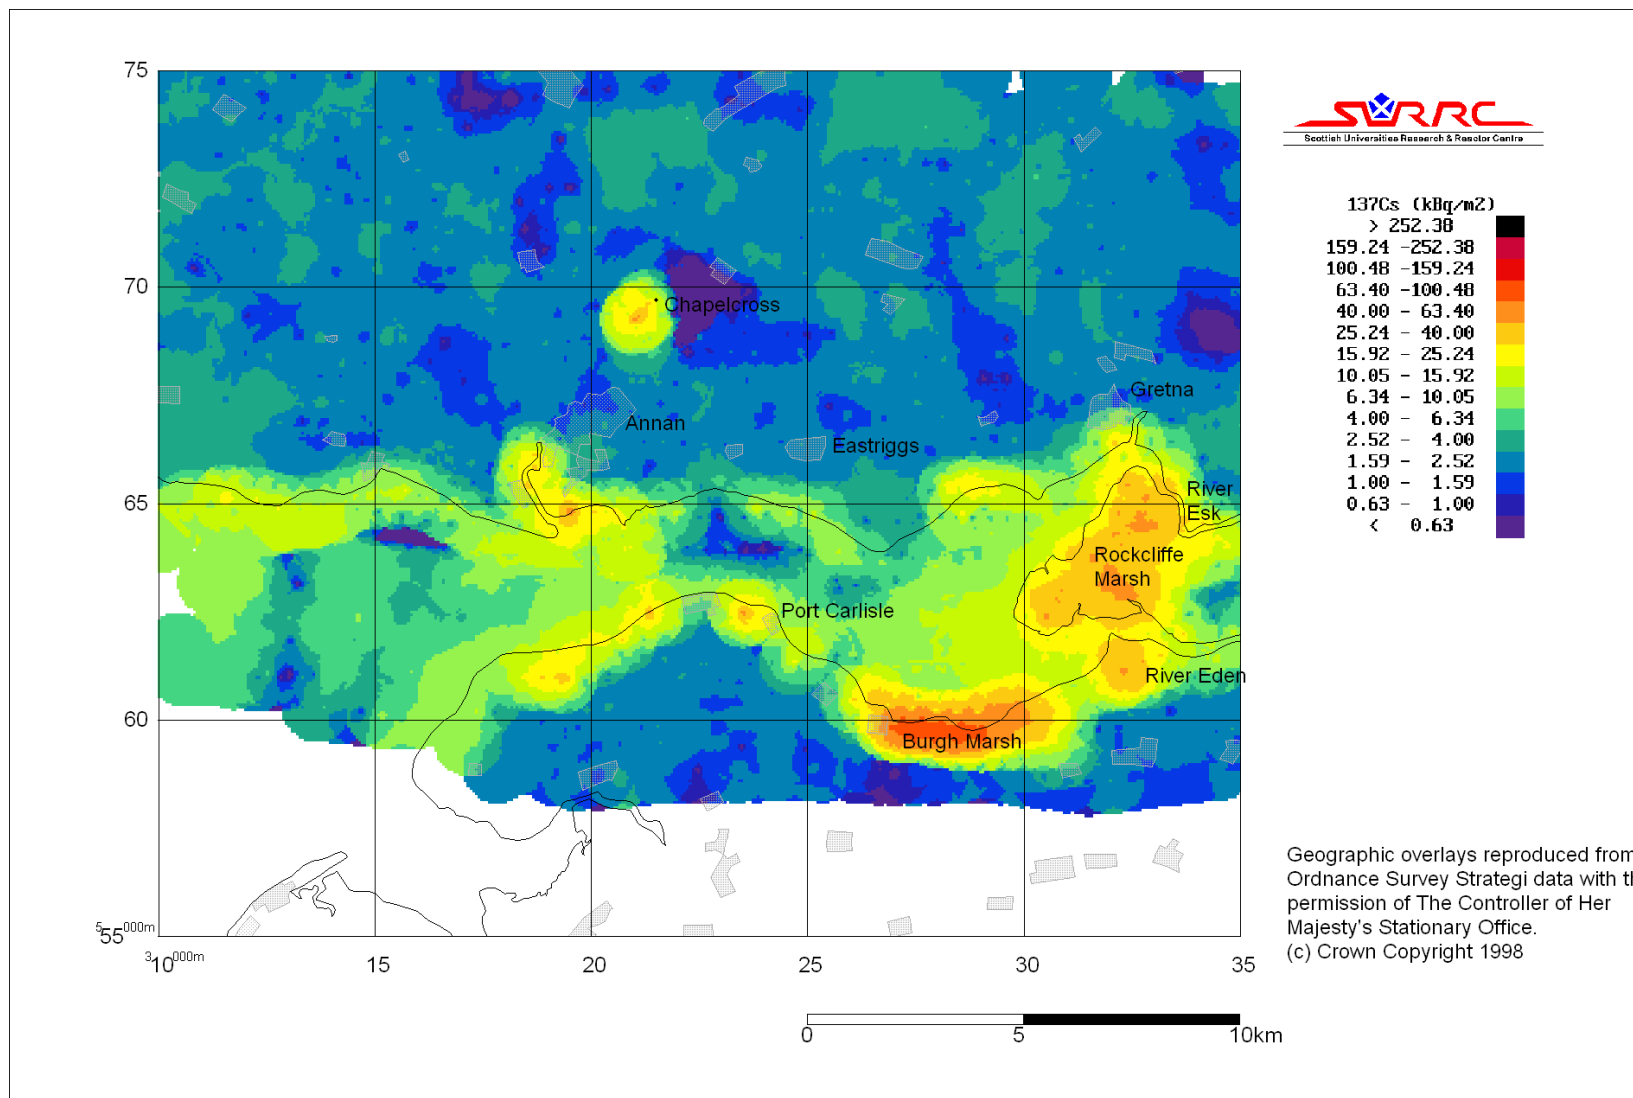 75
70
65
60
⁵55⁰⁰⁰ᵐ
³10⁰⁰⁰ᵐ
15
20
25
30
35
Chapelcross
Annan
Eastriggs
Gretna
River
Esk
Rockcliffe
Marsh
Port Carlisle
River Eden
Burgh Marsh
0
5
10km
SURRC
Scottish Universities Research & Reactor Centre
137Cs (kBq/m2)
> 252.38
159.24 -252.38
100.48 -159.24
63.40 -100.48
40.00 - 63.40
25.24 - 40.00
15.92 - 25.24
10.05 - 15.92
6.34 - 10.05
4.00 - 6.34
2.52 - 4.00
1.59 - 2.52
1.00 - 1.59
0.63 - 1.00
< 0.63
Geographic overlays reproduced from
Ordnance Survey Strategi data with th
permission of The Controller of Her
Majesty's Stationary Office.
(c) Crown Copyright 1998